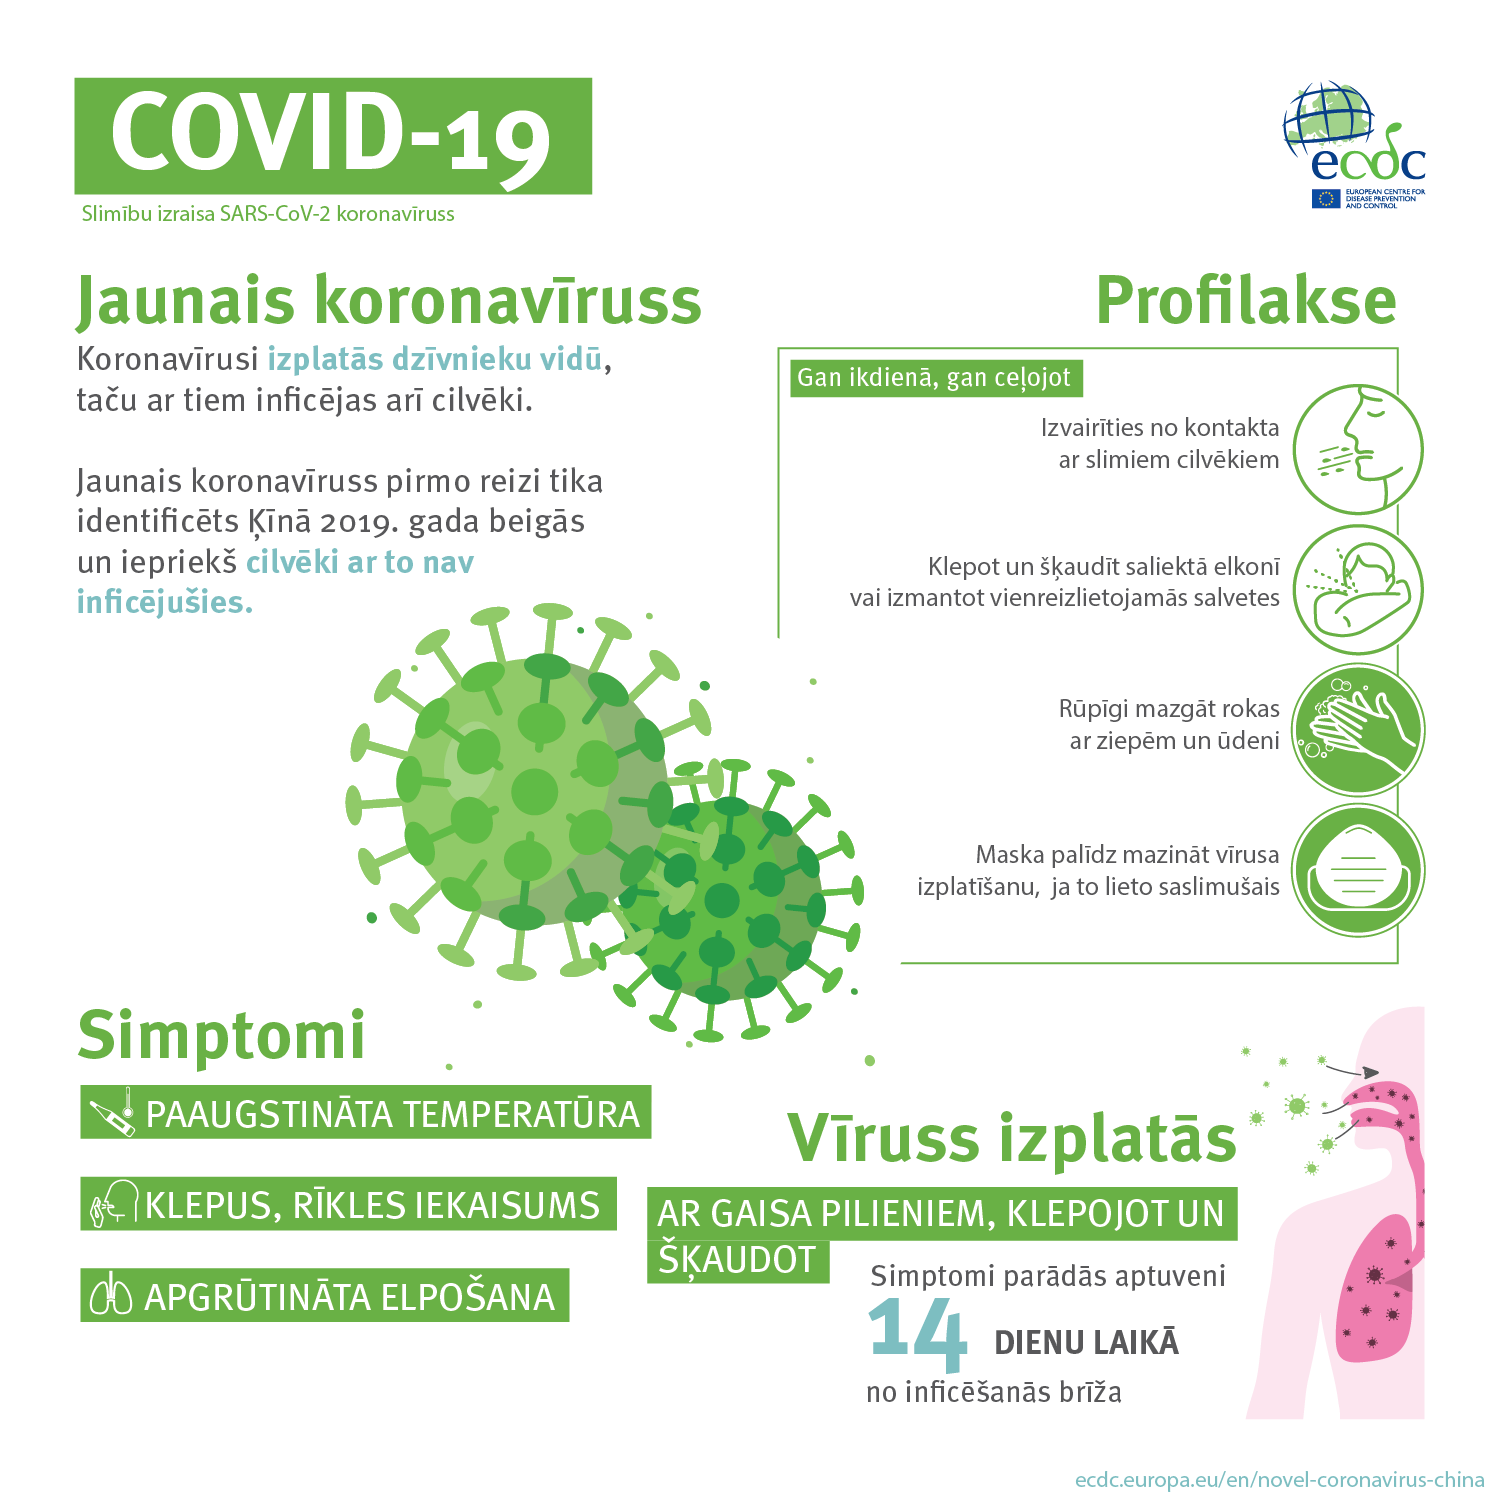 COVID-19
Slimību izraisa SARS-CoV-2 koronavīruss
ecdc
EUROPEAN CENTRE FOR
DISEASE PREVENTION
AND CONTROL
Jaunais koronavīruss
Koronavīrusi izplatās dzīvnieku vidū,
taču ar tiem inficējas arī cilvēki.
Jaunais koronavīruss pirmo reizi tika
identificēts Ķīnā 2019. gada beigās
un iepriekš cilvēki ar to nav
inficējušies.
Profilakse
Gan ikdienā, gan ceļojot
Izvairīties no kontakta
ar slimiem cilvēkiem
Klepot un šķaudīt saliektā elkonī
vai izmantot vienreizlietojamās salvetes
Rūpīgi mazgāt rokas
ar ziepēm un ūdeni
Maska palīdz mazināt vīrusa
izplatīšanu,  ja to lieto saslimušais
Simptomi
PAAUGSTINĀTA TEMPERATŪRA
KLEPUS, RĪKLES IEKAISUMS
APGRŪTINĀTA ELPOŠANA
Vīruss izplatās
AR GAISA PILIENIEM, KLEPOJOT UN
ŠĶAUDOT
Simptomi parādās aptuveni
14 DIENU LAIKĀ
no inficēšanās brīža
ecdc.europa.eu/en/novel-coronavirus-china